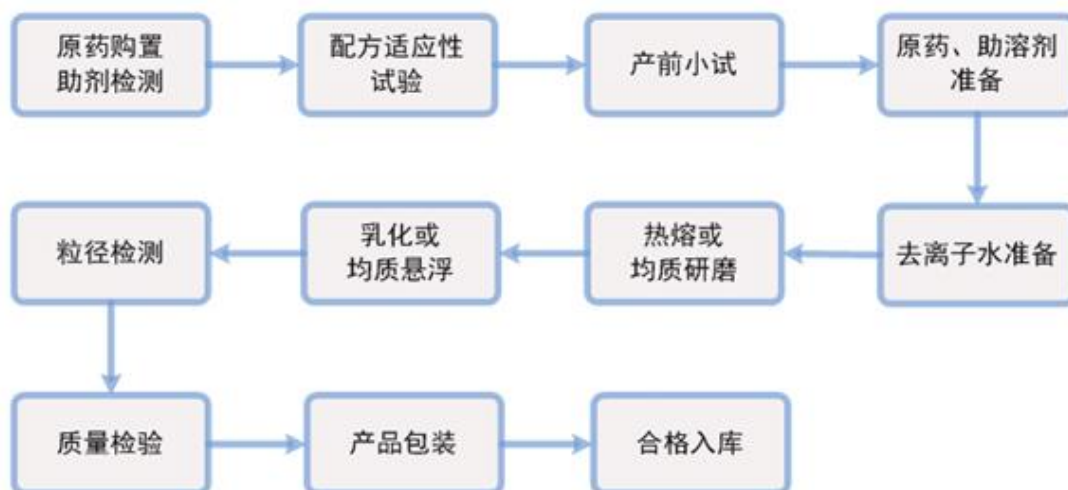 原药购置
助剂检测
配方适应性
试验
产前小试
原药、助溶剂
准备
去离子水准备
热熔或
均质研磨
乳化或
均质悬浮
粒径检测
质量检验
产品包装
合格入库